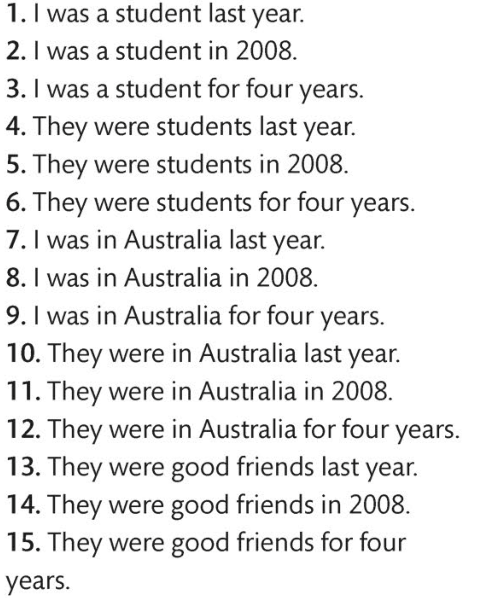 1. I was a student last year.
2. I was a student in 2008.
3. I was a student for four years.
4. They were students last year.
5. They were students in 2008.
6. They were students for four years.
7. I was in Australia last year.
8. I was in Australia in 2008.
9. I was in Australia for four years.
10. They were in Australia last year.
11. They were in Australia in 2008.
12. They were in Australia for four years.
13. They were good friends last year.
14. They were good friends in 2008.
15. They were good friends for four
years.